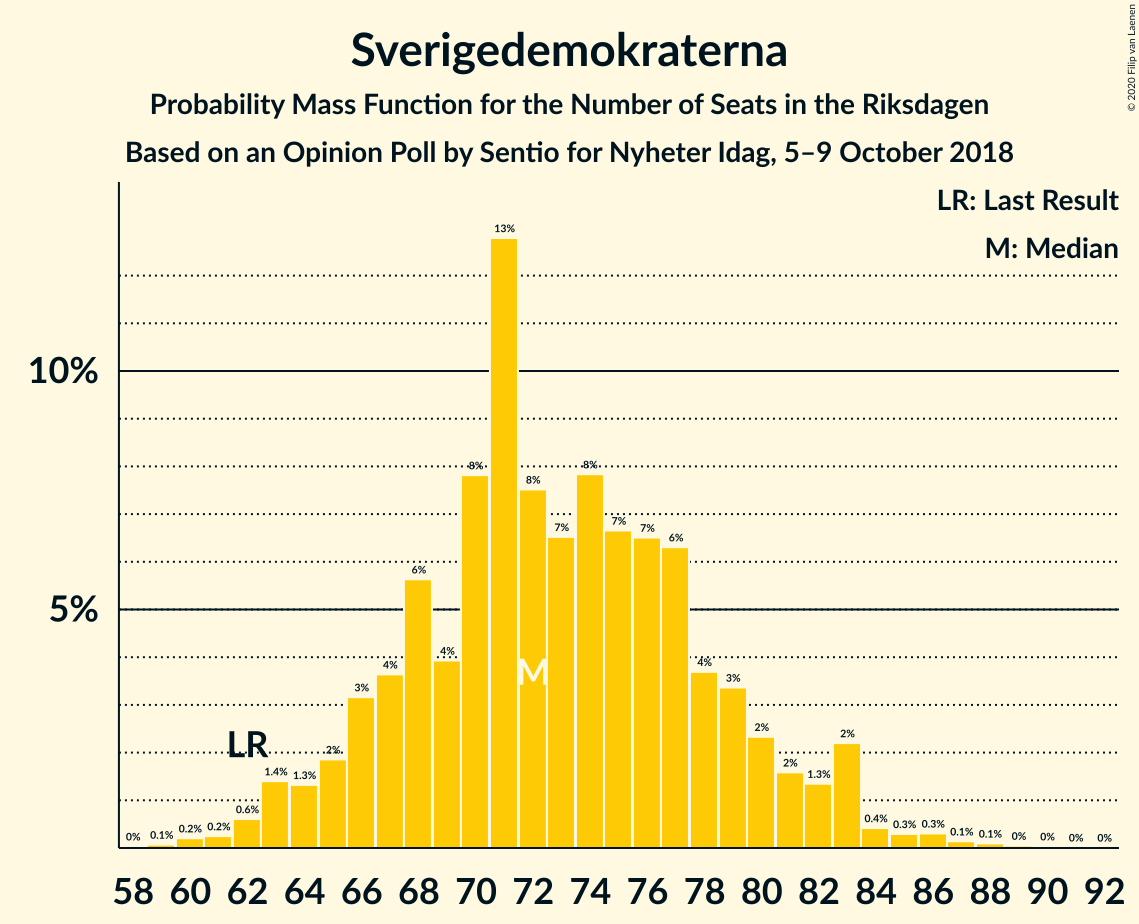 © 2020 Filip van Laenen
Sverigedemokraterna
Probability Mass Function for the Number of Seats in the Riksdagen
Based on an Opinion Poll by Sentio for Nyheter Idag, 5–9 October 2018
LR: Last Result
M: Median
10%
5%
0% 0.1% 0.2% 0.2% 0.6% 1.4% 1.3% 2% 3% 4% 6% 4% 8% 13% 8% 7% 8% 7% 7% 6% 4% 3% 2% 2% 1.3% 2% 0.4% 0.3% 0.3% 0.1% 0.1% 0% 0% 0% 0%
LR
M
58 60 62 64 66 68 70 72 74 76 78 80 82 84 86 88 90 92